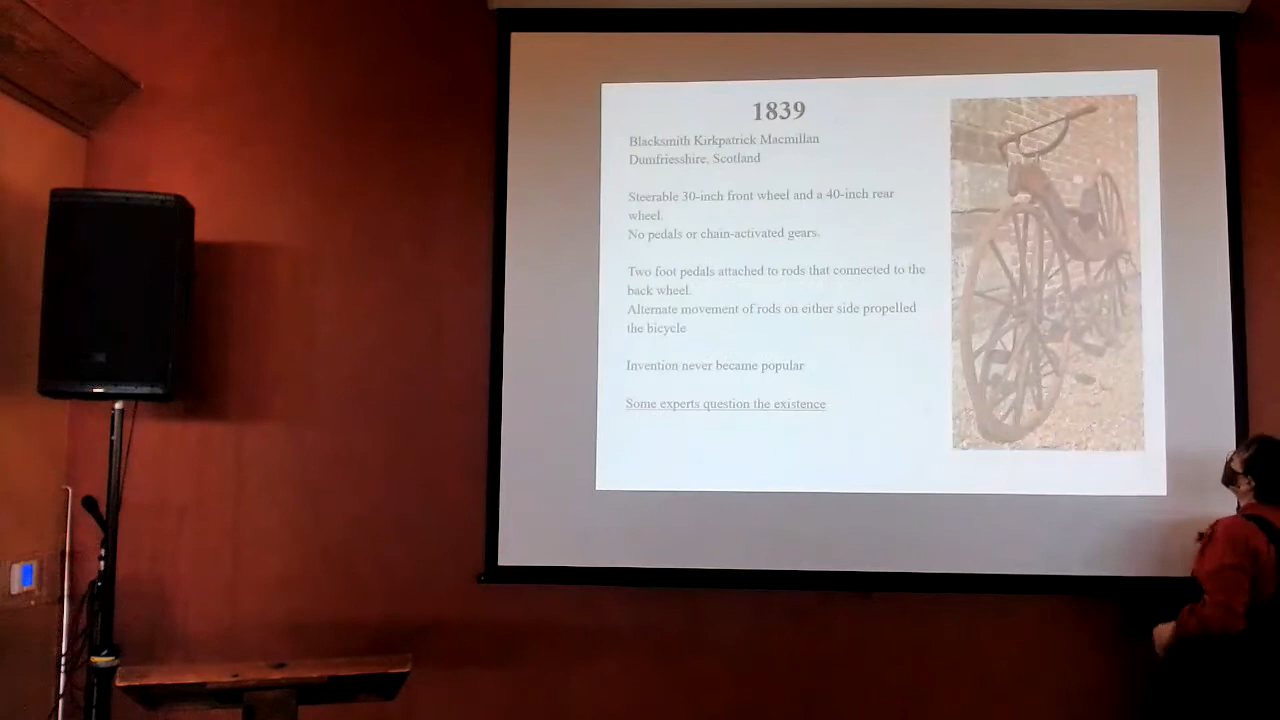 1839
Blacksmith Kirkpatrick Macmillan
Dumfriesshire, Scotland
Steerable 30-inch front wheel and a 40-inch rear
wheel.
No pedals or chain-activated gears.
Two foot pedals attached to rods that connected to the
back wheel.
Alternate movement of rods on either side propelled
the bicycle
Invention never became popular
Some experts question the existence